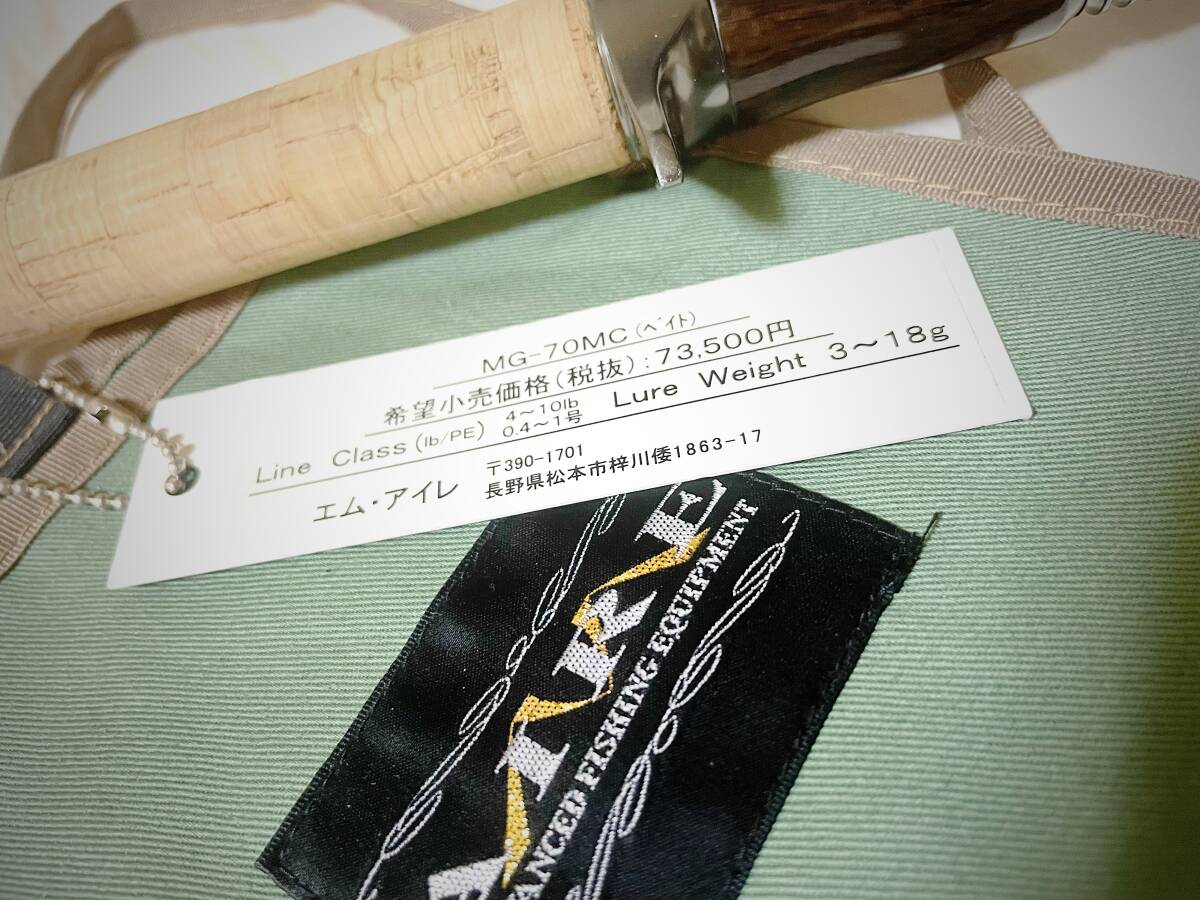 MG-70MC(ベイト)
希望小売価格(税抜):73,500円
Line Class(lb/PE) 4〜10lb 0.4〜1号 Lure Weight 3〜18g
エム・アイレ 〒390-1701
長野県松本市梓川倭1863-17
AIRE
ANCED FISHING EQUIPMENT